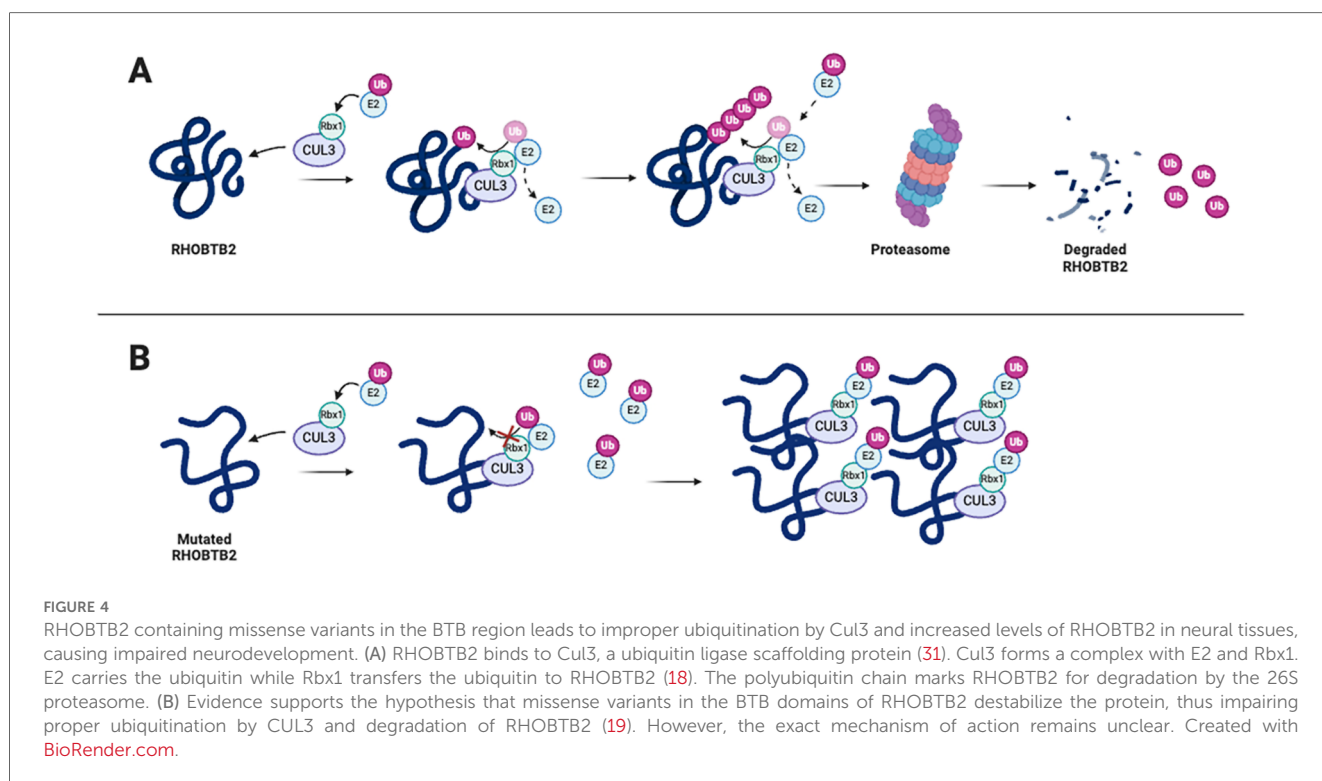 A
Ub
E2
Rbx1
CUL3
RHOBTB2
Ub
Ub
Rbx1
E2
CUL3
E2
Ub
E2
Ub
Ub
Ub
Ub
Ub
Rbx1
E2
CUL3
E2
Proteasome
Ub
Ub
Ub
Ub
Degraded
RHOBTB2
B
Ub
E2
Rbx1
CUL3
Mutated
RHOBTB2
Ub
E2
Rbx1
CUL3
Ub
E2
Ub
E2
Ub
E2
Ub
E2
Rbx1
CUL3
Ub
E2
Rbx1
CUL3
Ub
E2
Rbx1
CUL3
Ub
E2
Rbx1
CUL3
FIGURE 4
RHOBTB2 containing missense variants in the BTB region leads to improper ubiquitination by Cul3 and increased levels of RHOBTB2 in neural tissues,
causing impaired neurodevelopment. (A) RHOBTB2 binds to Cul3, a ubiquitin ligase scaffolding protein (31). Cul3 forms a complex with E2 and Rbx1.
E2 carries the ubiquitin while Rbx1 transfers the ubiquitin to RHOBTB2 (18). The polyubiquitin chain marks RHOBTB2 for degradation by the 26S
proteasome. (B) Evidence supports the hypothesis that missense variants in the BTB domains of RHOBTB2 destabilize the protein, thus impairing
proper ubiquitination by CUL3 and degradation of RHOBTB2 (19). However, the exact mechanism of action remains unclear. Created with
BioRender.com.